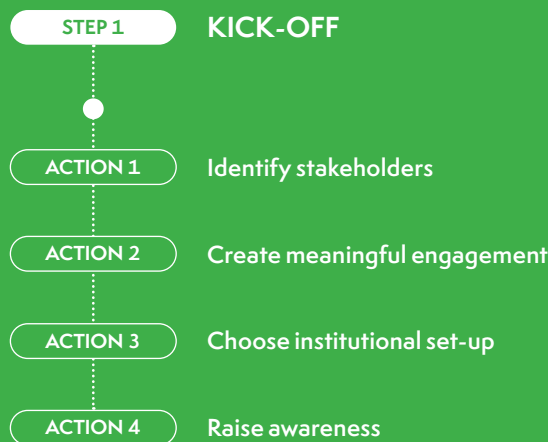 STEP 1 KICK-OFF
ACTION 1 Identify stakeholders
ACTION 2 Create meaningful engagement
ACTION 3 Choose institutional set-up
ACTION 4 Raise awareness